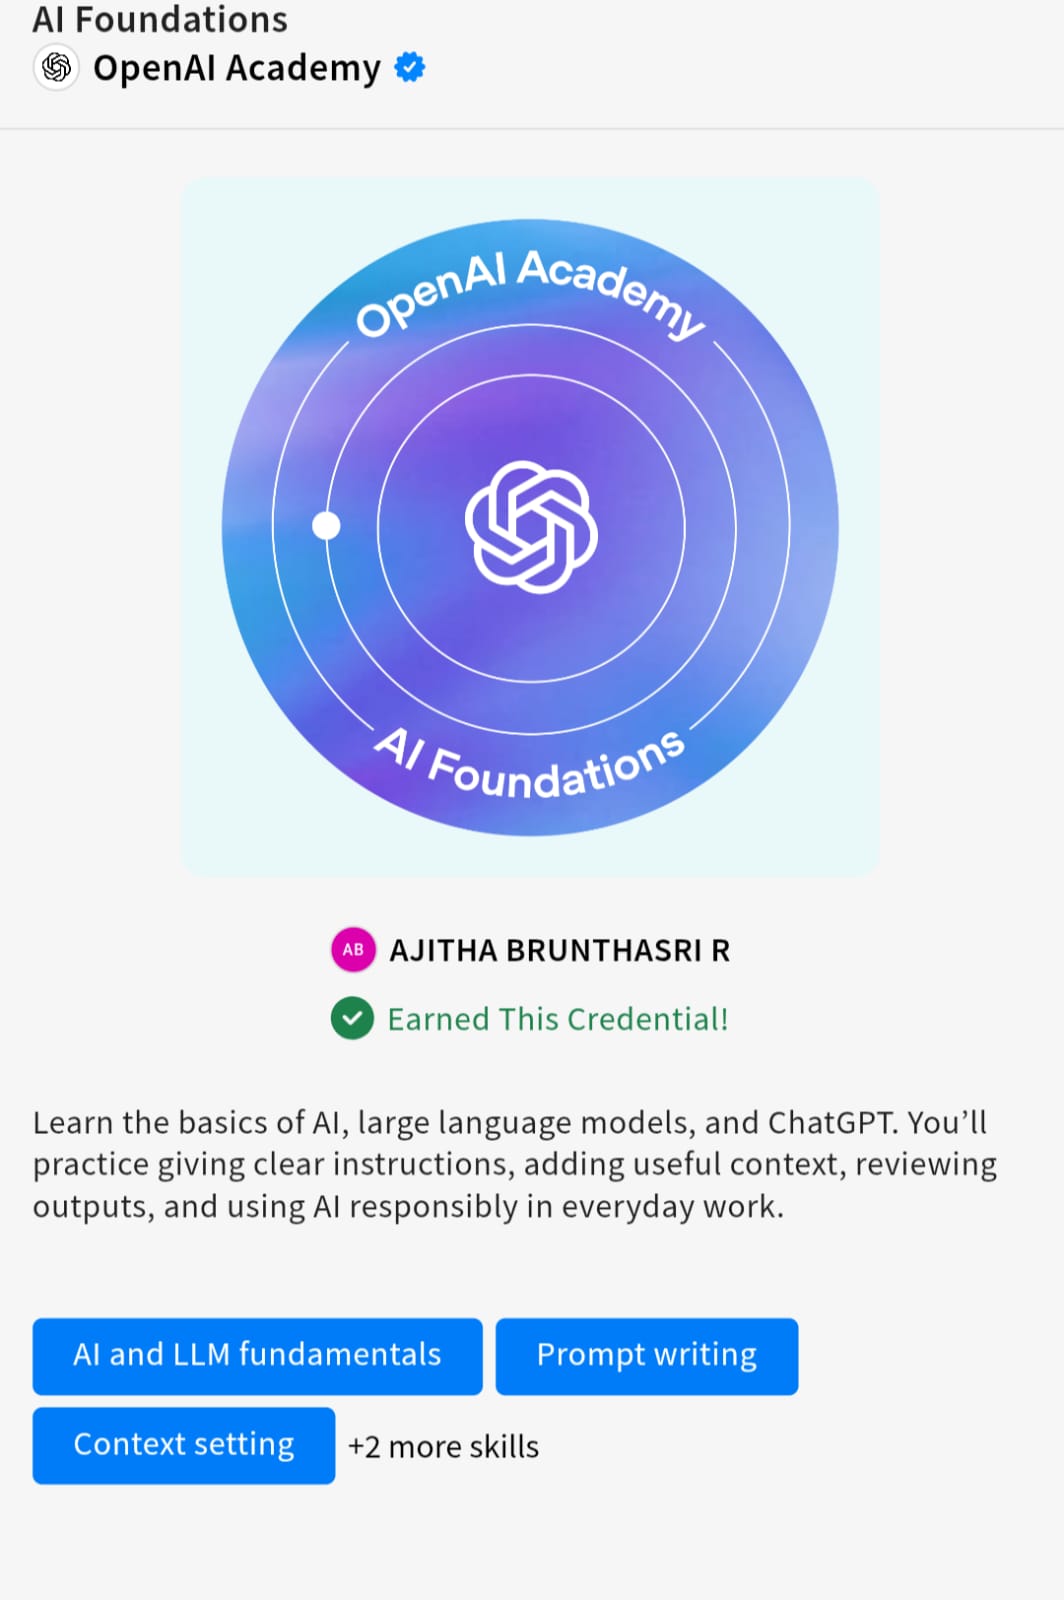 AI Foundations
OpenAI Academy
OpenAI Academy
AI Foundations
AB AJITHA BRUNTHASRI R
Earned This Credential!
Learn the basics of AI, large language models, and ChatGPT. You’ll
practice giving clear instructions, adding useful context, reviewing
outputs, and using AI responsibly in everyday work.
AI and LLM fundamentals Prompt writing
Context setting +2 more skills